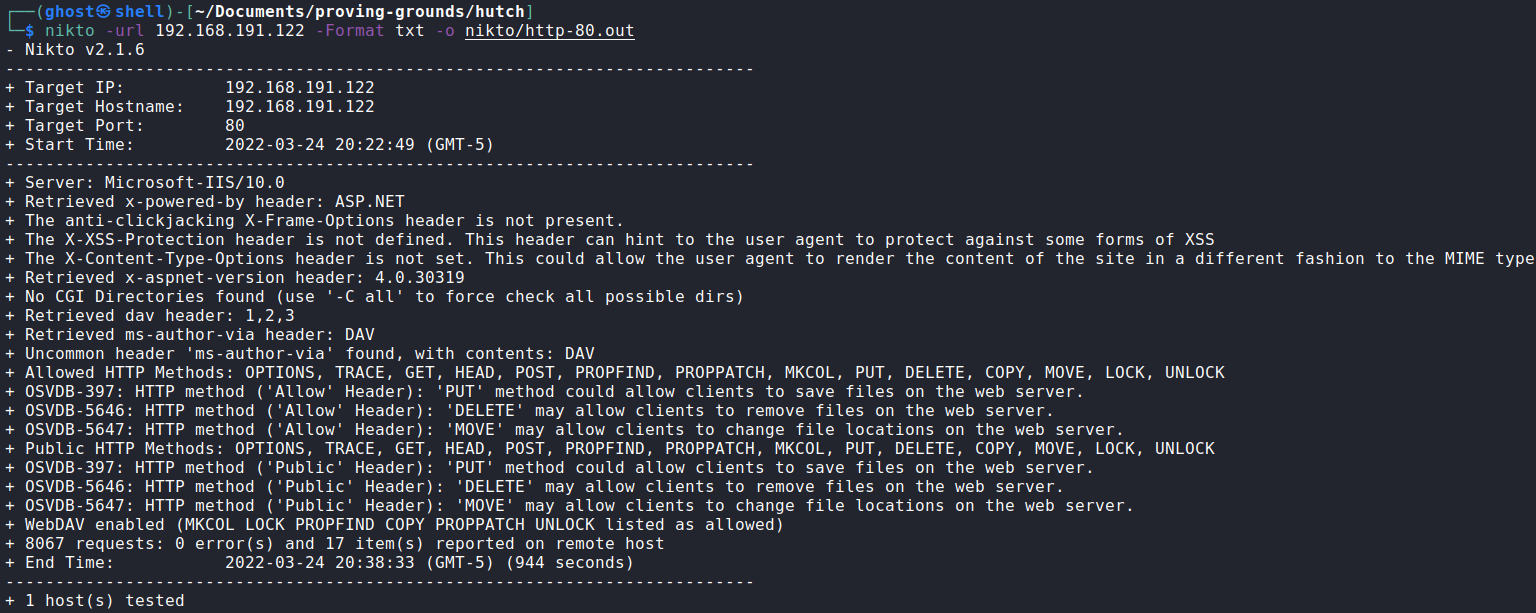 ┌──(ghost㉿shell)-[~/Documents/proving-grounds/hutch]
└─$ nikto -url 192.168.191.122 -Format txt -o nikto/http-80.out
- Nikto v2.1.6
---------------------------------------------------------------------------
+ Target IP:          192.168.191.122
+ Target Hostname:    192.168.191.122
+ Target Port:        80
+ Start Time:         2022-03-24 20:22:49 (GMT-5)
---------------------------------------------------------------------------
+ Server: Microsoft-IIS/10.0
+ Retrieved x-powered-by header: ASP.NET
+ The anti-clickjacking X-Frame-Options header is not present.
+ The X-XSS-Protection header is not defined. This header can hint to the user agent to protect against some forms of XSS
+ The X-Content-Type-Options header is not set. This could allow the user agent to render the content of the site in a different fashion to the MIME type
+ Retrieved x-aspnet-version header: 4.0.30319
+ No CGI Directories found (use '-C all' to force check all possible dirs)
+ Retrieved dav header: 1,2,3
+ Retrieved ms-author-via header: DAV
+ Uncommon header 'ms-author-via' found, with contents: DAV
+ Allowed HTTP Methods: OPTIONS, TRACE, GET, HEAD, POST, PROPFIND, PROPPATCH, MKCOL, PUT, DELETE, COPY, MOVE, LOCK, UNLOCK
+ OSVDB-397: HTTP method ('Allow' Header): 'PUT' method could allow clients to save files on the web server.
+ OSVDB-5646: HTTP method ('Allow' Header): 'DELETE' may allow clients to remove files on the web server.
+ OSVDB-5647: HTTP method ('Allow' Header): 'MOVE' may allow clients to change file locations on the web server.
+ Public HTTP Methods: OPTIONS, TRACE, GET, HEAD, POST, PROPFIND, PROPPATCH, MKCOL, PUT, DELETE, COPY, MOVE, LOCK, UNLOCK
+ OSVDB-397: HTTP method ('Public' Header): 'PUT' method could allow clients to save files on the web server.
+ OSVDB-5646: HTTP method ('Public' Header): 'DELETE' may allow clients to remove files on the web server.
+ OSVDB-5647: HTTP method ('Public' Header): 'MOVE' may allow clients to change file locations on the web server.
+ WebDAV enabled (MKCOL LOCK PROPFIND COPY PROPPATCH UNLOCK listed as allowed)
+ 8067 requests: 0 error(s) and 17 item(s) reported on remote host
+ End Time:           2022-03-24 20:38:33 (GMT-5) (944 seconds)
---------------------------------------------------------------------------
+ 1 host(s) tested